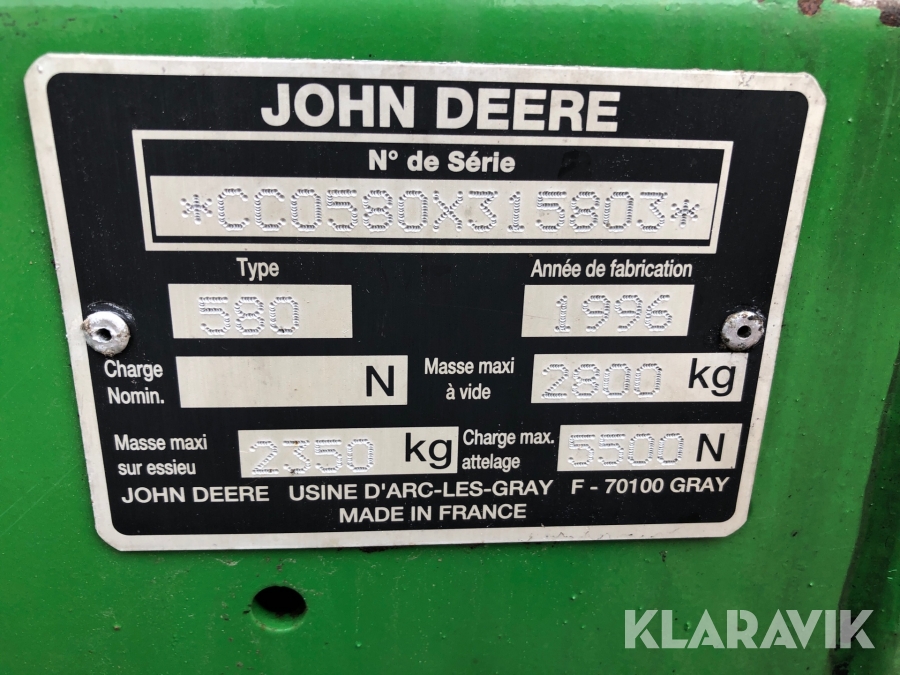 JOHN DEERE
N° de Série
*CC0580X315803*
Type
580
Année de fabrication
1996
Charge Nomin.
N
Masse maxi à vide
2800 kg
Masse maxi sur essieu
2350 kg
Charge max. attelage
5500 N
JOHN DEERE USINE D'ARC-LES-GRAY F - 70100 GRAY
MADE IN FRANCE
KLARAVIK